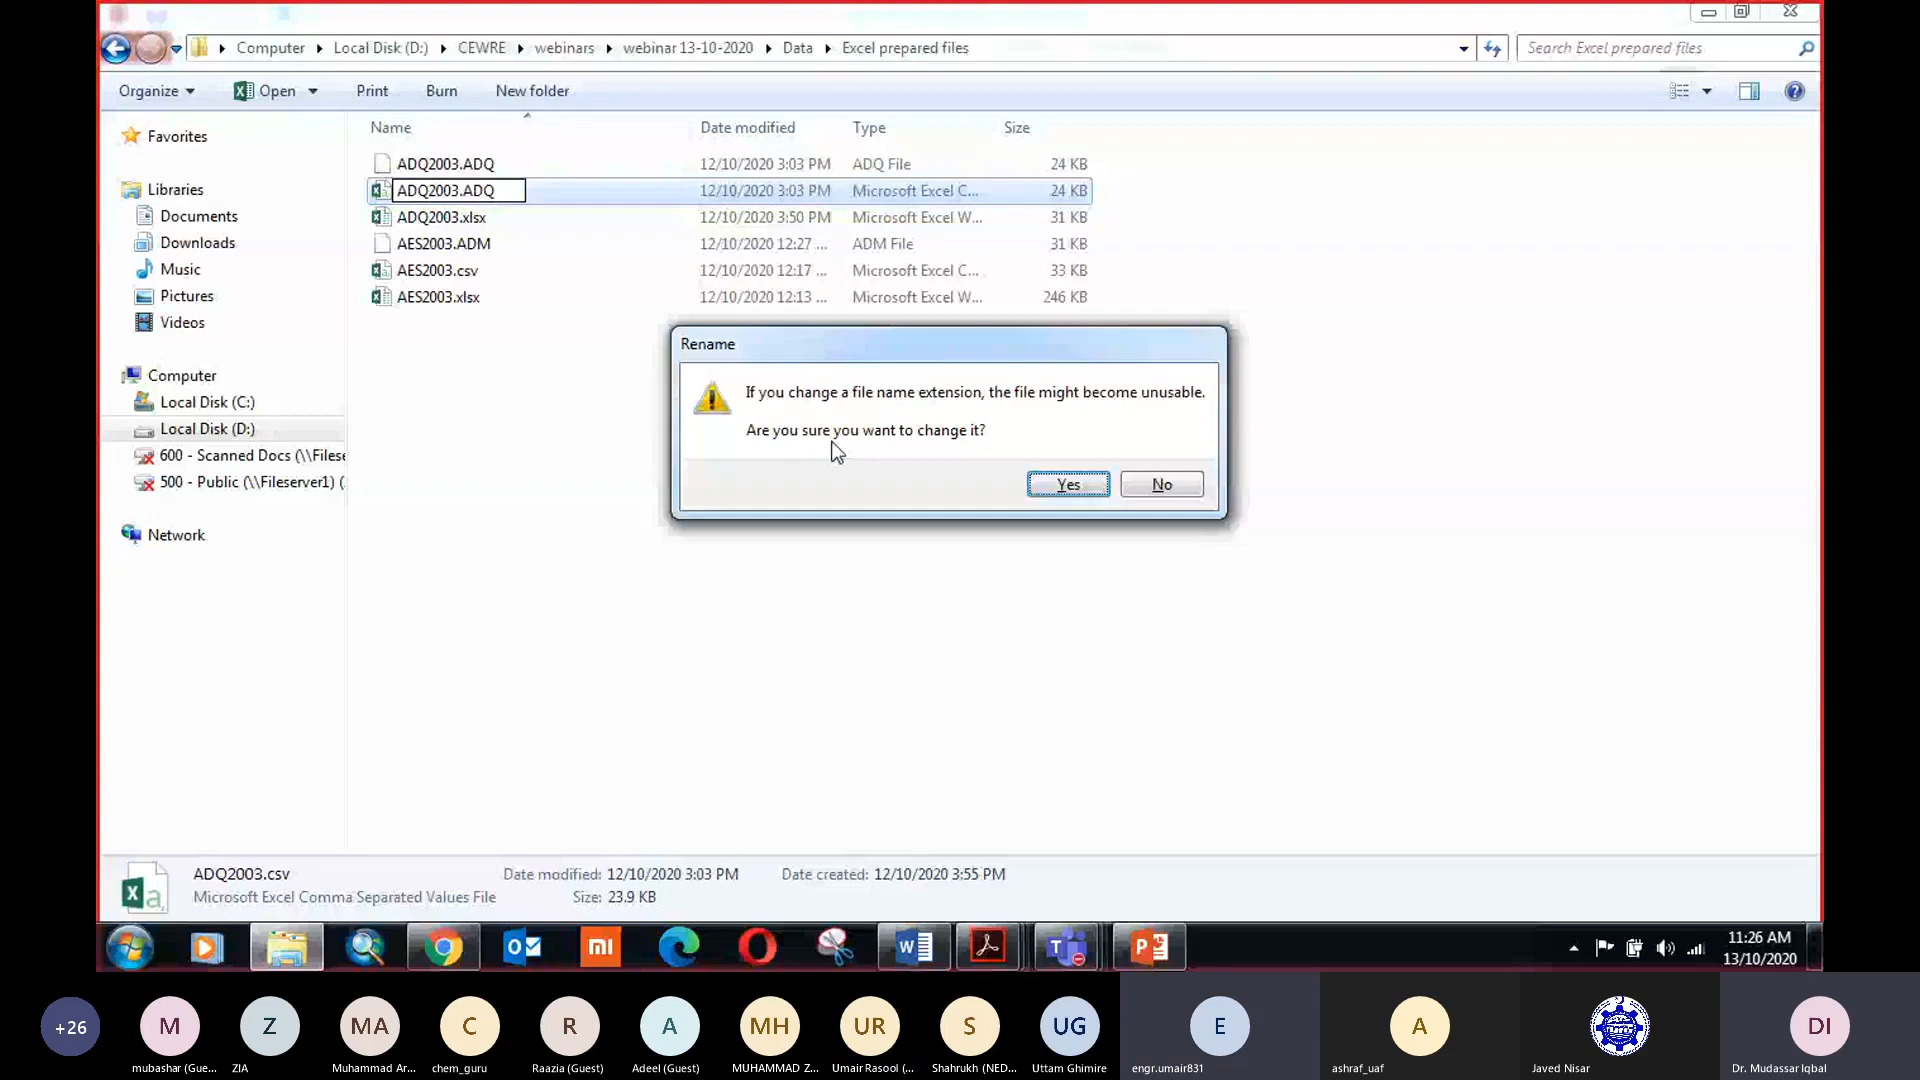 Computer
Local Disk (D:)
CEWRE
webinars
webinar 13-10-2020
Data
Excel prepared files
Search Excel prepared files
Organize
Open
Print
Burn
New folder
Name
Date modified
Type
Size
ADQ2003.ADQ 12/10/2020 3:03 PM ADQ File 24 KB
ADQ2003.ADQ 12/10/2020 3:03 PM Microsoft Excel C... 24 KB
ADQ2003.xlsx 12/10/2020 3:50 PM Microsoft Excel W... 31 KB
AES2003.ADM 12/10/2020 12:27 ... ADM File 31 KB
AES2003.csv 12/10/2020 12:17 ... Microsoft Excel C... 33 KB
AES2003.xlsx 12/10/2020 12:13 ... Microsoft Excel W... 246 KB
Favorites
Libraries
Documents
Downloads
Music
Pictures
Videos
Computer
Local Disk (C:)
Local Disk (D:)
600 - Scanned Docs (\\Filese
500 - Public (\\Fileserver1) (
Network
Rename
If you change a file name extension, the file might become unusable.
Are you sure you want to change it?
Yes
No
ADQ2003.csv
Date modified: 12/10/2020 3:03 PM
Date created: 12/10/2020 3:55 PM
Microsoft Excel Comma Separated Values File
Size: 23.9 KB
11:26 AM
13/10/2020
+26
M
Z
MA
C
R
A
MH
UR
S
UG
E
A
DI
mubashar (Gue...
ZIA
Muhammad Ar...
chem_guru
Raazia (Guest)
Adeel (Guest)
MUHAMMAD Z...
Umair Rasool (...
Shahrukh (NED...
Uttam Ghimire
engr.umair831
ashraf_uaf
Javed Nisar
Dr. Mudassar Iqbal